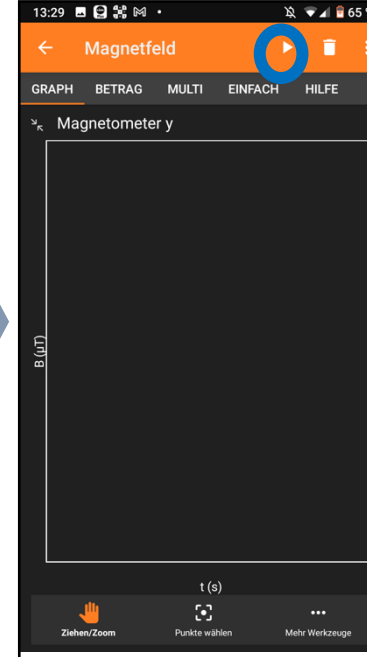 13:29 65
Magnetfeld
GRAPH BETRAG MULTI EINFACH HILFE
Magnetometer y
B (µT)
t (s)
Ziehen/Zoom Punkte wählen Mehr Werkzeuge